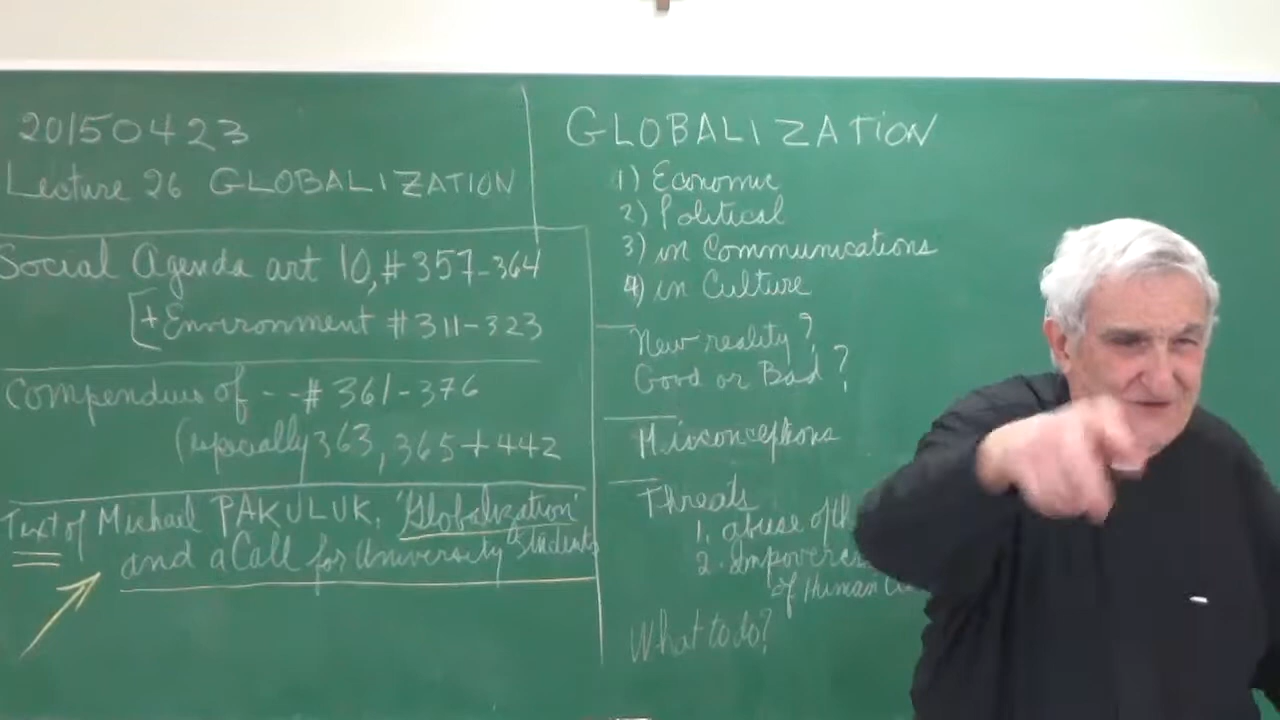 20150423
Lecture 26 GLOBALIZATION
Social Agenda art 10, #357-364
[+Environment #311-323
Compendium of --# 361-376
(especially 363, 365+442
Text of Michael PAKULUK, 'Globalization'
and a Call for University Students
GLOBALIZATION
1) Economic
2) Political
3) in Communications
4) in Culture
New reality?
Good or Bad?
Misconceptions
Threats
1. abuse of
2.
of Human
What to do?